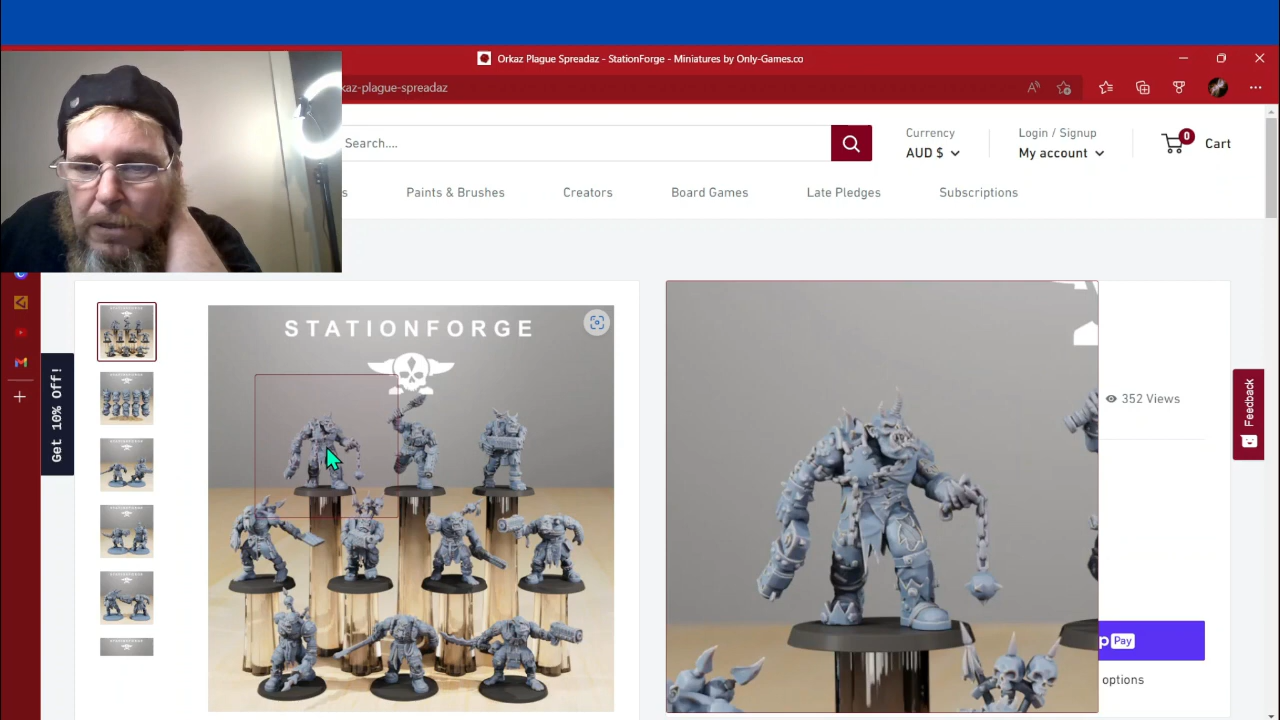 Orkaz Plague Spreadaz - StationForge - Miniatures by Only-Games.co
kaz-plague-spreadaz
Search....
Currency
AUD $
Login / Signup
My account
0
Cart
s
Paints & Brushes
Creators
Board Games
Late Pledges
Subscriptions
STATIONFORGE
Get 10% Off!
352 Views
Feedback
Pay
options